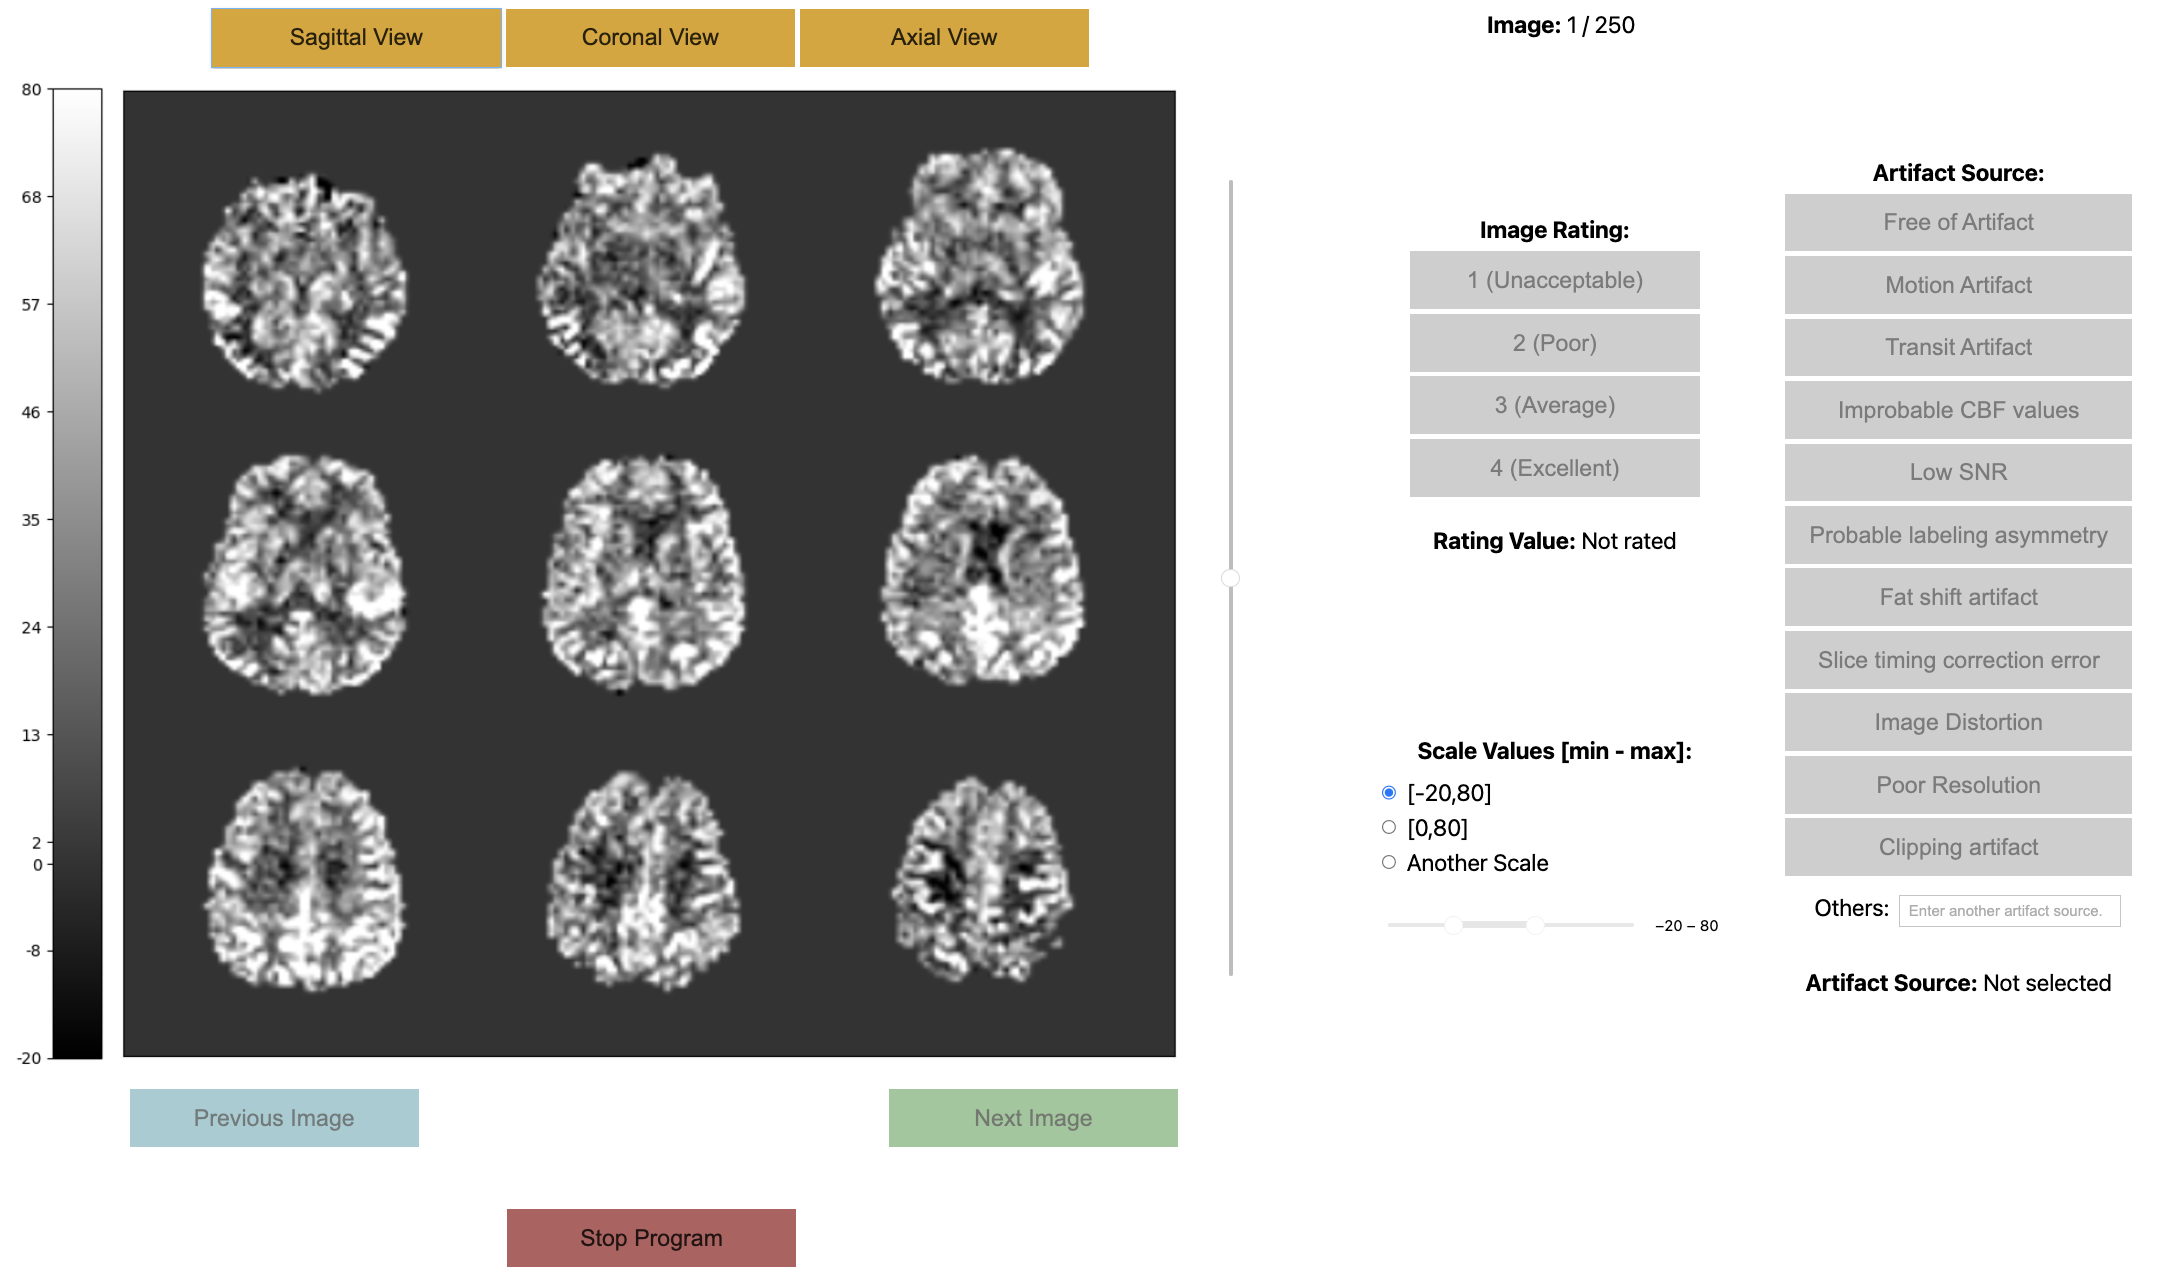 Sagittal View
Coronal View
Axial View
Image: 1 / 250
80
68
57
46
35
24
13
2
0
-8
-20
Image Rating:
1 (Unacceptable)
2 (Poor)
3 (Average)
4 (Excellent)
Rating Value: Not rated
Scale Values [min - max]:
[-20,80]
[0,80]
Another Scale
−20 – 80
Artifact Source:
Free of Artifact
Motion Artifact
Transit Artifact
Improbable CBF values
Low SNR
Probable labeling asymmetry
Fat shift artifact
Slice timing correction error
Image Distortion
Poor Resolution
Clipping artifact
Others: Enter another artifact source.
Artifact Source: Not selected
Previous Image
Next Image
Stop Program